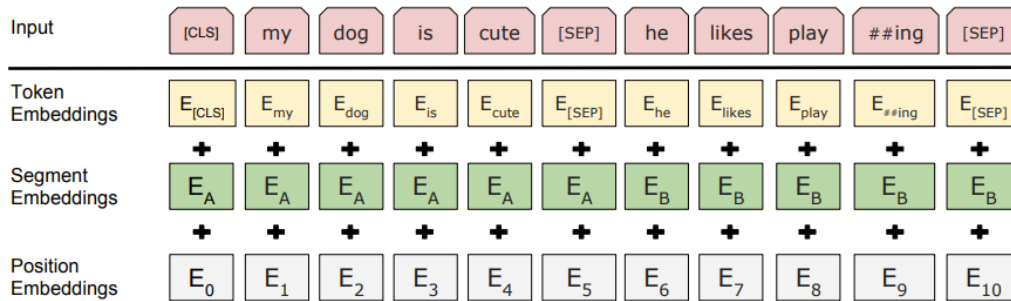 Input [CLS] my dog is cute [SEP] he likes play ##ing [SEP]
Token Embeddings E[CLS] Emy Edog Eis Ecute E[SEP] Ehe Elikes Eplay E##ing E[SEP]
+ + + + + + + + + + +
Segment Embeddings EA EA EA EA EA EA EB EB EB EB EB
+ + + + + + + + + + +
Position Embeddings E0 E1 E2 E3 E4 E5 E6 E7 E8 E9 E10